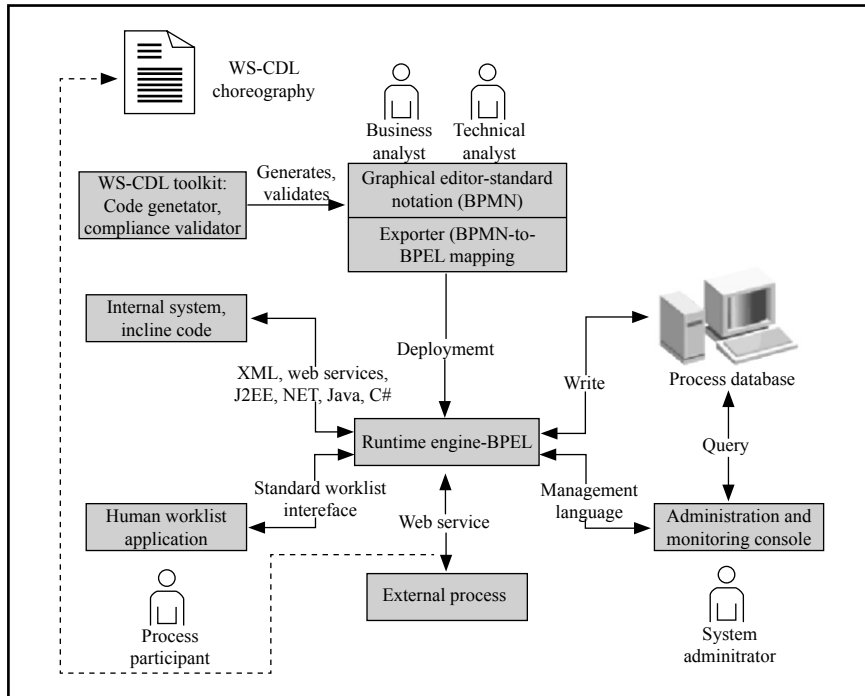 WS-CDL
choreography
Business
analyst
Technical
analyst
WS-CDL toolkit:
Code genetator,
compliance validator
Generates,
validates
Graphical editor-standard
notation (BPMN)
Exporter (BPMN-to-
BPEL mapping
Internal system,
incline code
Deploymemt
XML, web services,
J2EE, NET, Java, C#
Write
Process database
Runtime engine-BPEL
Query
Standard worklist
intereface
Management
language
Human worklist
application
Web service
Administration and
monitoring console
External process
Process
participant
System
adminitrator